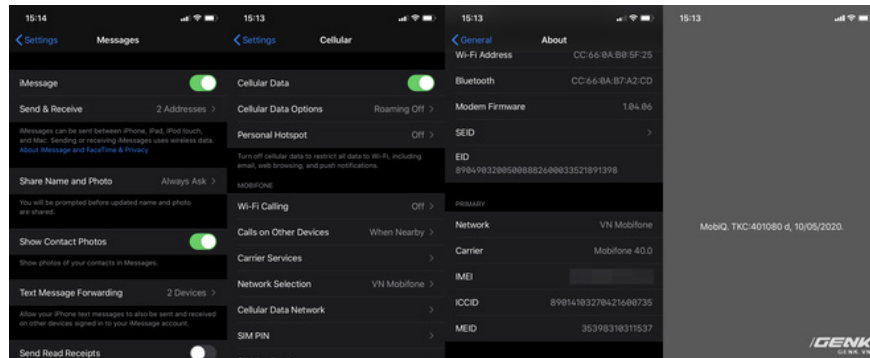 15:14
Settings
Messages
iMessage
Send & Receive 2 Addresses
iMessages can be sent between iPhone, iPad, iPod touch,
and Mac. Sending or receiving iMessages uses wireless data.
About iMessage and FaceTime & Privacy
Share Name and Photo Always Ask
You will be prompted before updated name and photo
are shared.
Show Contact Photos
Show photos of your contacts in Messages.
Text Message Forwarding 2 Devices
Allow your iPhone text messages to also be sent and received
on other devices signed in to your iMessage account.
Send Read Receipts
15:13
Settings
Cellular
Cellular Data
Cellular Data Options Roaming Off
Personal Hotspot Off
Turn off cellular data to restrict all data to Wi-Fi, including
email, web browsing, and push notifications.
MOBIFONE
Wi-Fi Calling Off
Calls on Other Devices When Nearby
Carrier Services
Network Selection VN Mobifone
Cellular Data Network
SIM PIN
15:13
General
About
Wi-Fi Address CC:66:0A:B0:5F:25
Bluetooth CC:66:0A:B7:A2:CD
Modem Firmware 1.04.06
SEID
EID
89049032005008882600033521891398
PRIMARY
Network VN Mobifone
Carrier Mobifone 40.0
IMEI
ICCID 89014103270421600735
MEID 35398310311537
15:13
MobiQ. TKC:401080 d, 10/05/2020.
GENK
GENK.VN